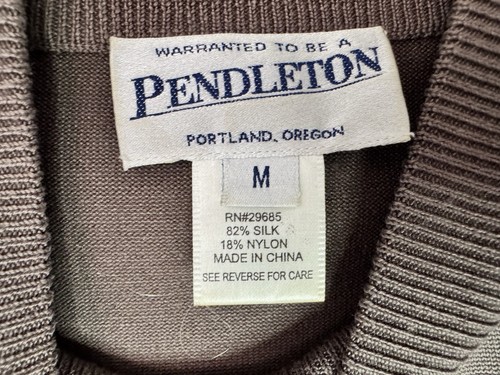 WARRANTED TO BE A
PENDLETON
PORTLAND, OREGON
M
RN#29685
82% SILK
18% NYLON
MADE IN CHINA
SEE REVERSE FOR CARE